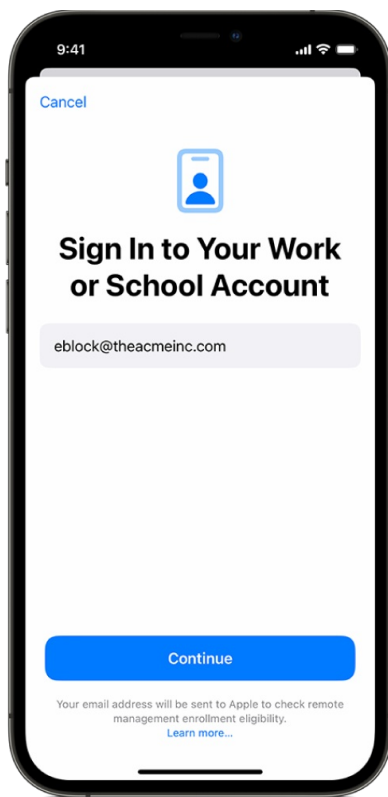 9:41
Cancel
Sign In to Your Work
or School Account
eblock@theacmeinc.com
Continue
Your email address will be sent to Apple to check remote
management enrollment eligibility.
Learn more...